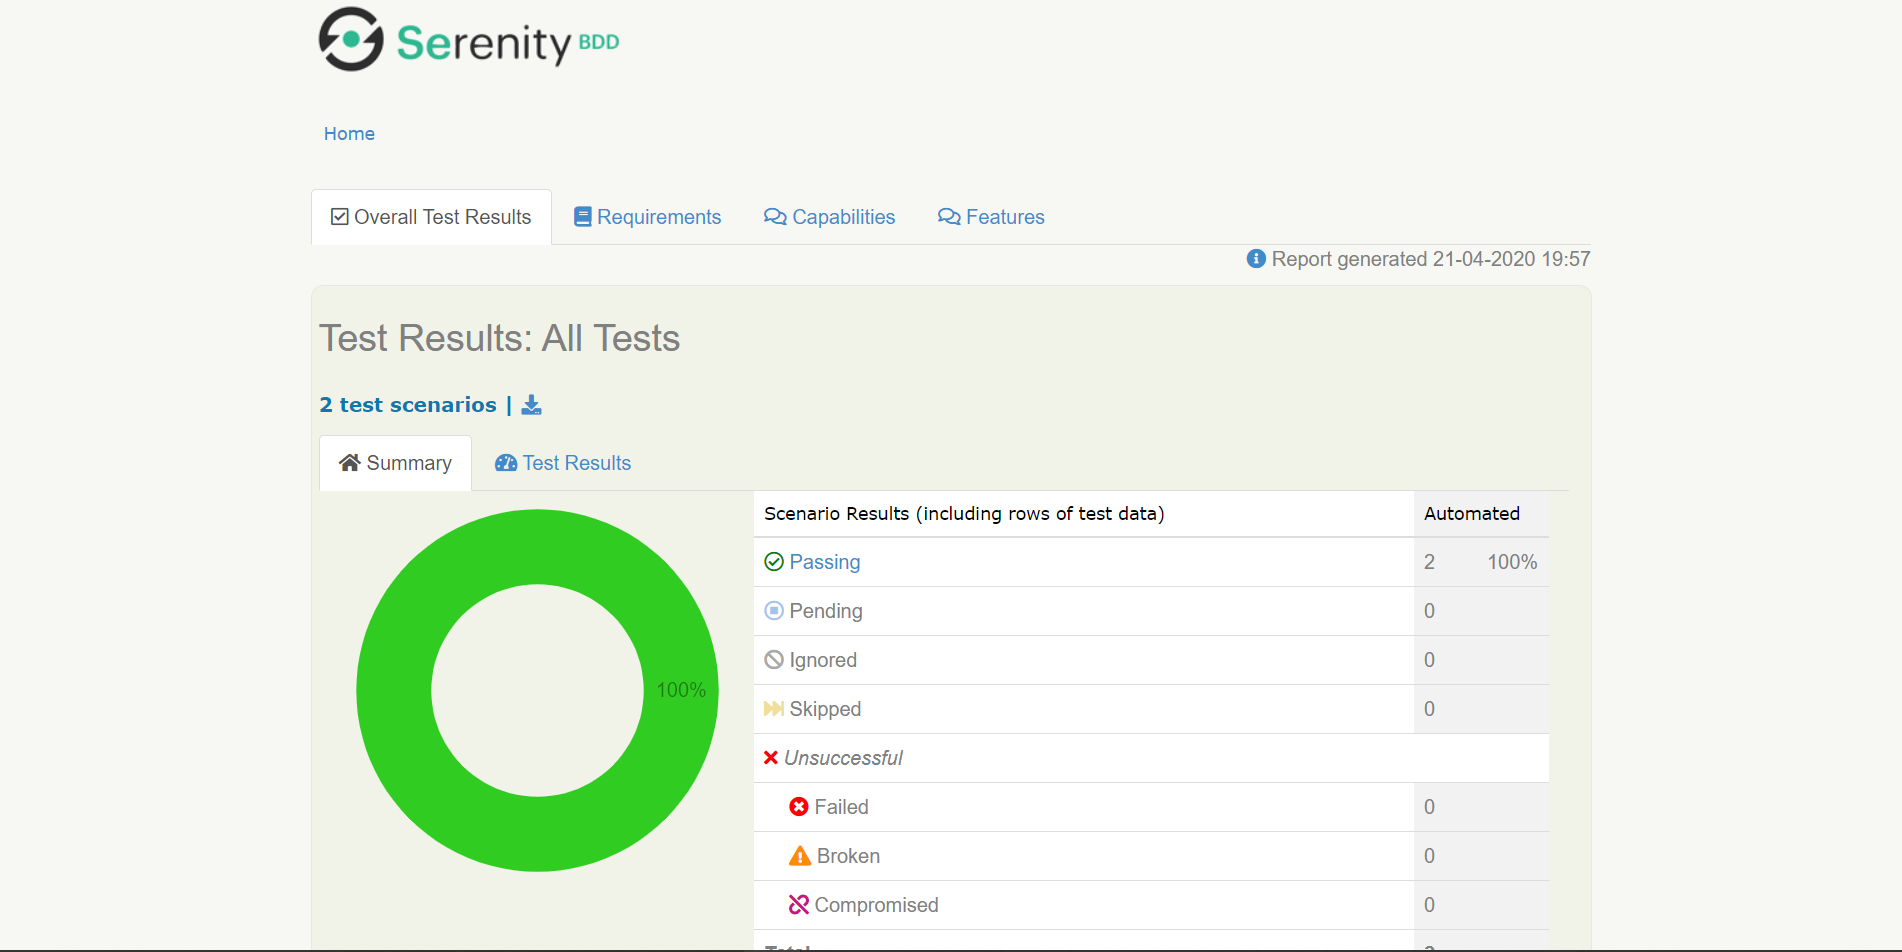 Serenity BDD
Home
Overall Test Results Requirements Capabilities Features
Report generated 21-04-2020 19:57
Test Results: All Tests
2 test scenarios |
Summary Test Results
Scenario Results (including rows of test data) Automated
Passing 2 100%
Pending 0
Ignored 0
100%
Skipped 0
Unsuccessful
Failed 0
Broken 0
Compromised 0